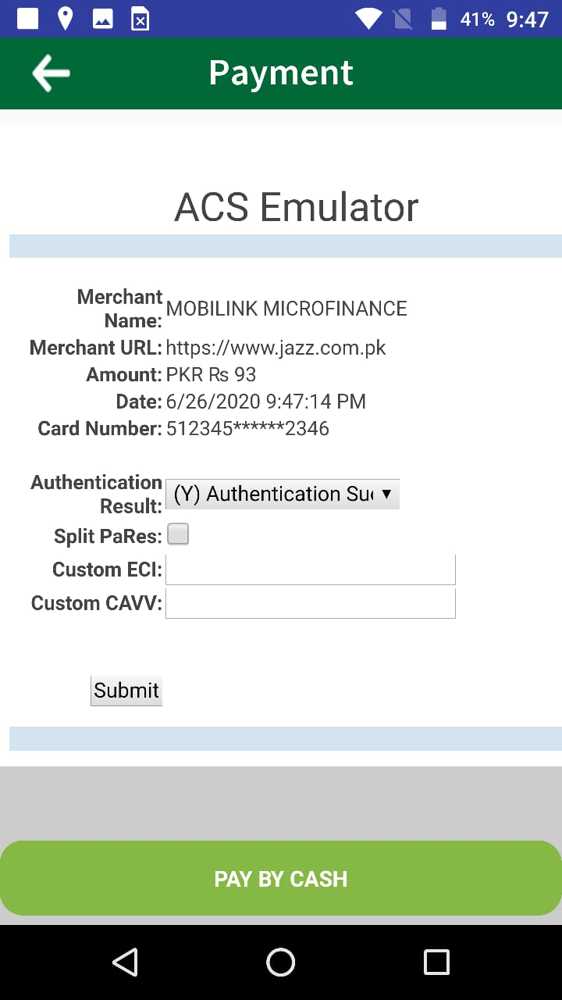 41% 9:47
Payment
ACS Emulator
Merchant
Name: MOBILINK MICROFINANCE
Merchant URL: https://www.jazz.com.pk
Amount: PKR ₨ 93
Date: 6/26/2020 9:47:14 PM
Card Number: 512345******2346
Authentication
Result: (Y) Authentication Su
Split PaRes:
Custom ECI:
Custom CAVV:
Submit
PAY BY CASH